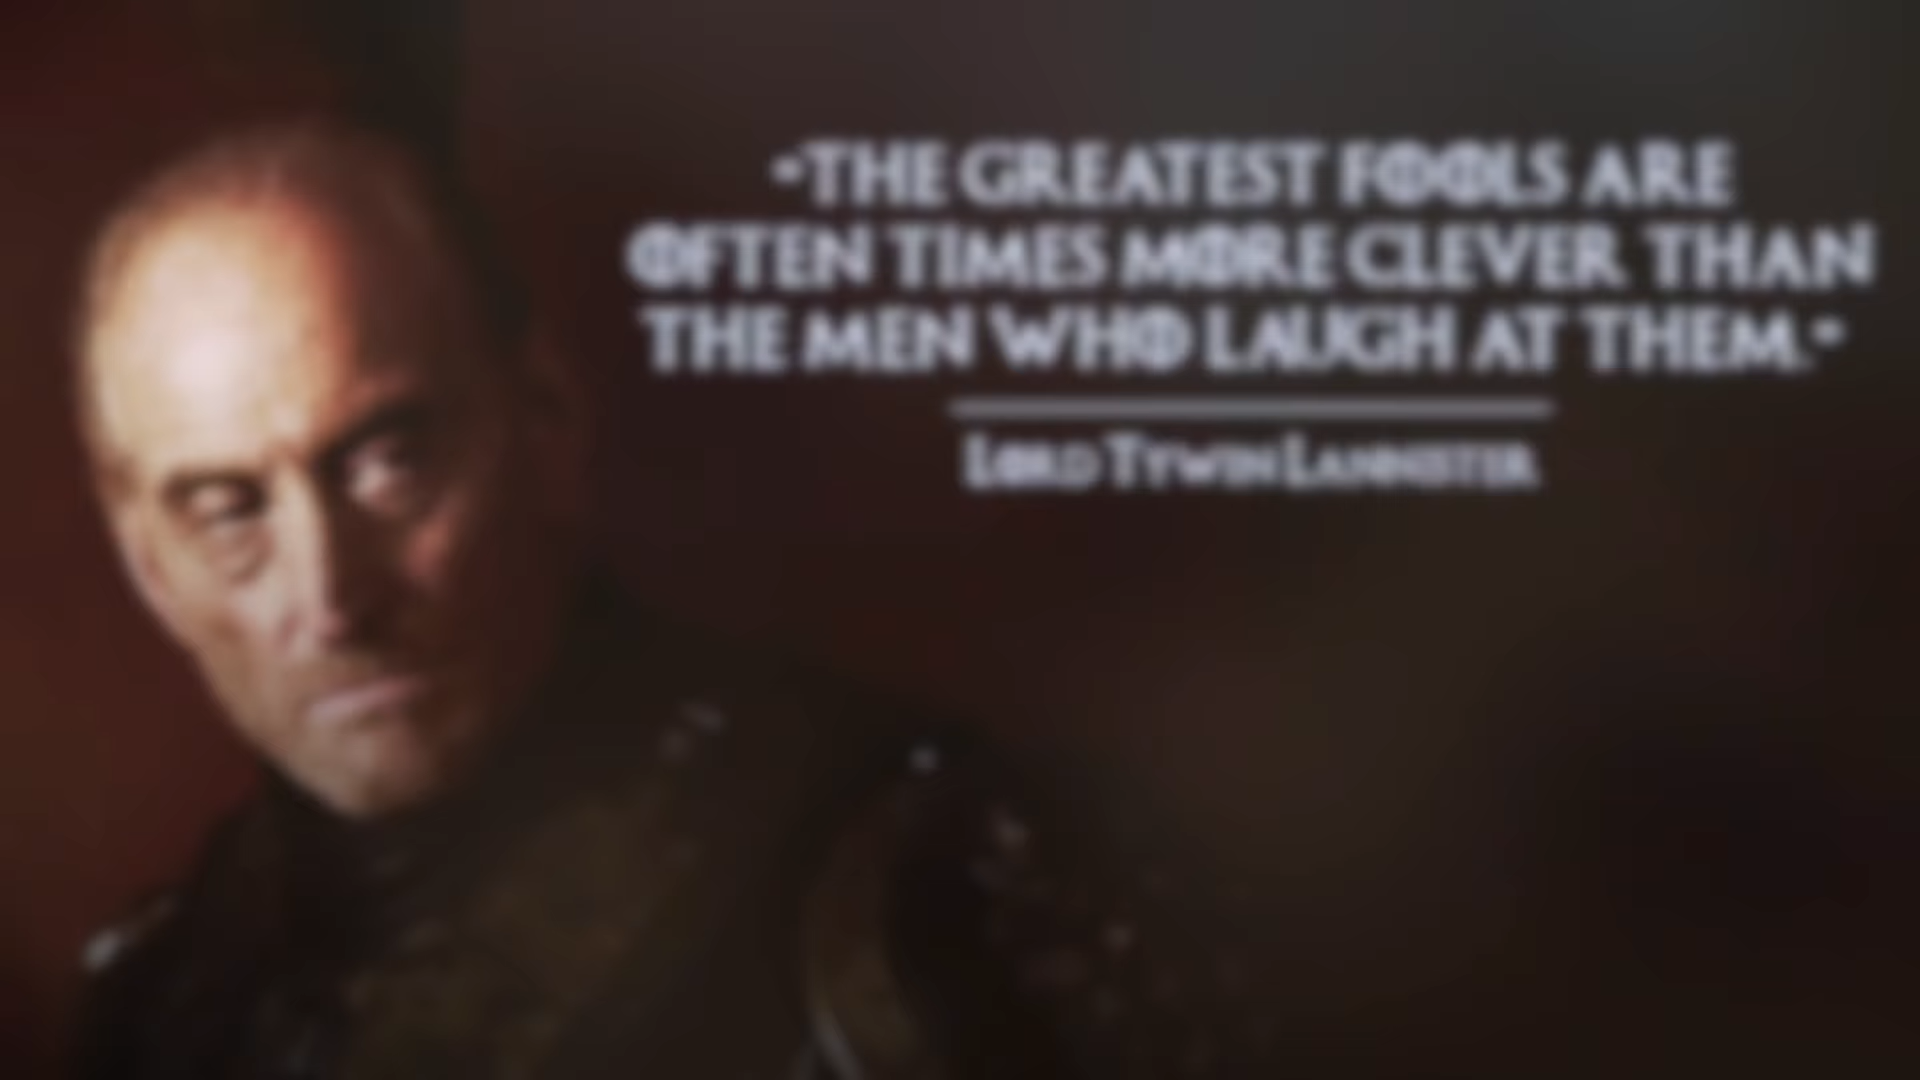 "THE GREATEST FOOLS ARE
OFTEN TIMES MORE CLEVER THAN
THE MEN WHO LAUGH AT THEM."
LORD TYWIN LANNISTER